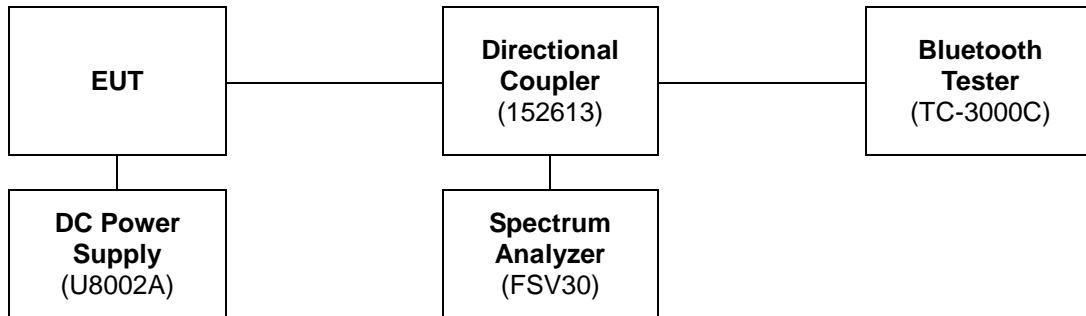 EUT
Directional
Coupler
(152613)
Bluetooth
Tester
(TC-3000C)
DC Power
Supply
(U8002A)
Spectrum
Analyzer
(FSV30)